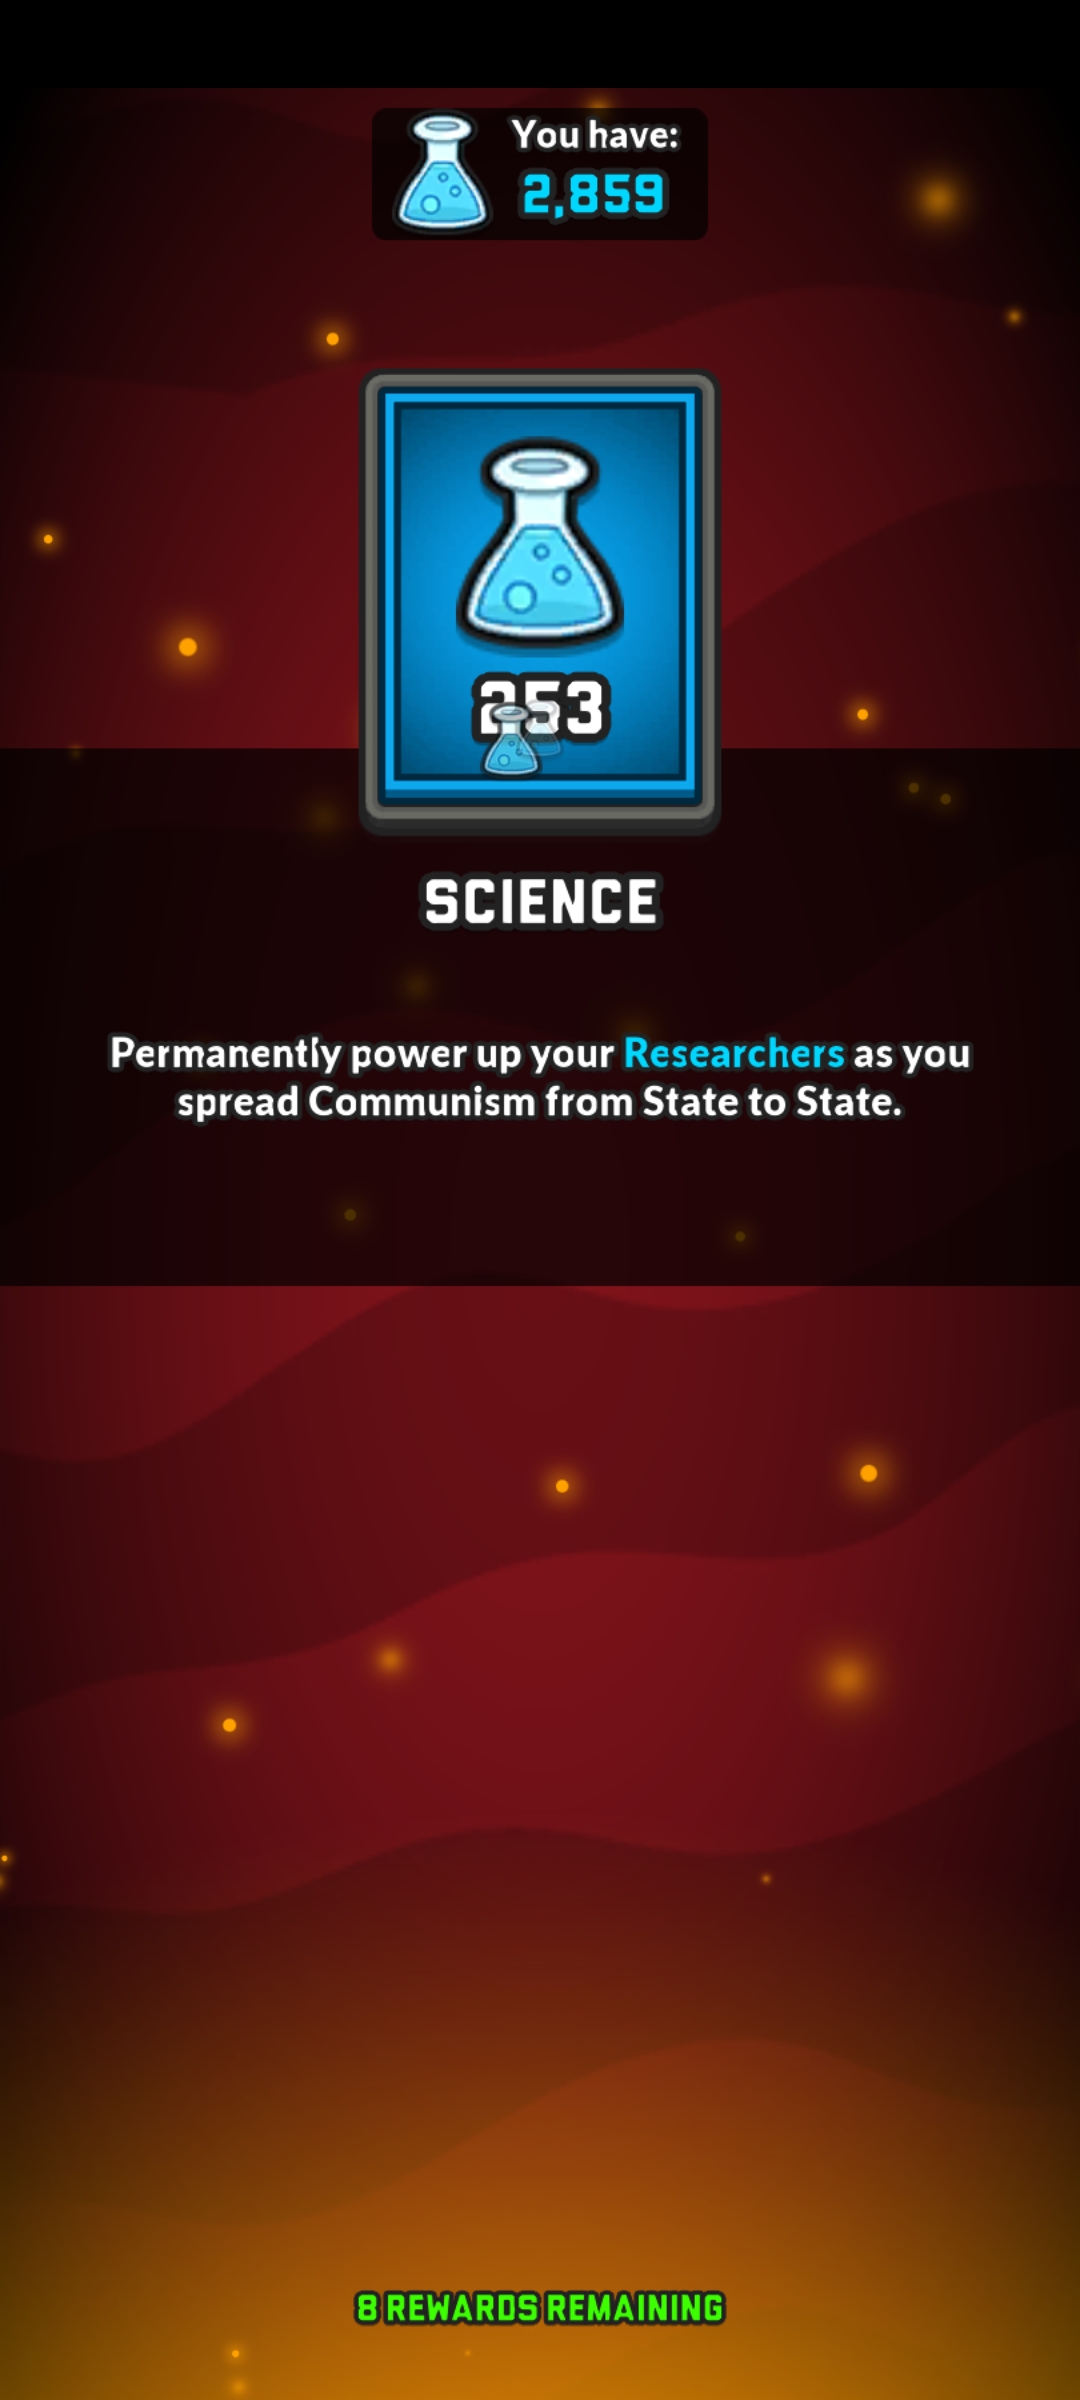 You have:
2,859
253
SCIENCE
Permanently power up your Researchers as you
spread Communism from State to State.
8 REWARDS REMAINING